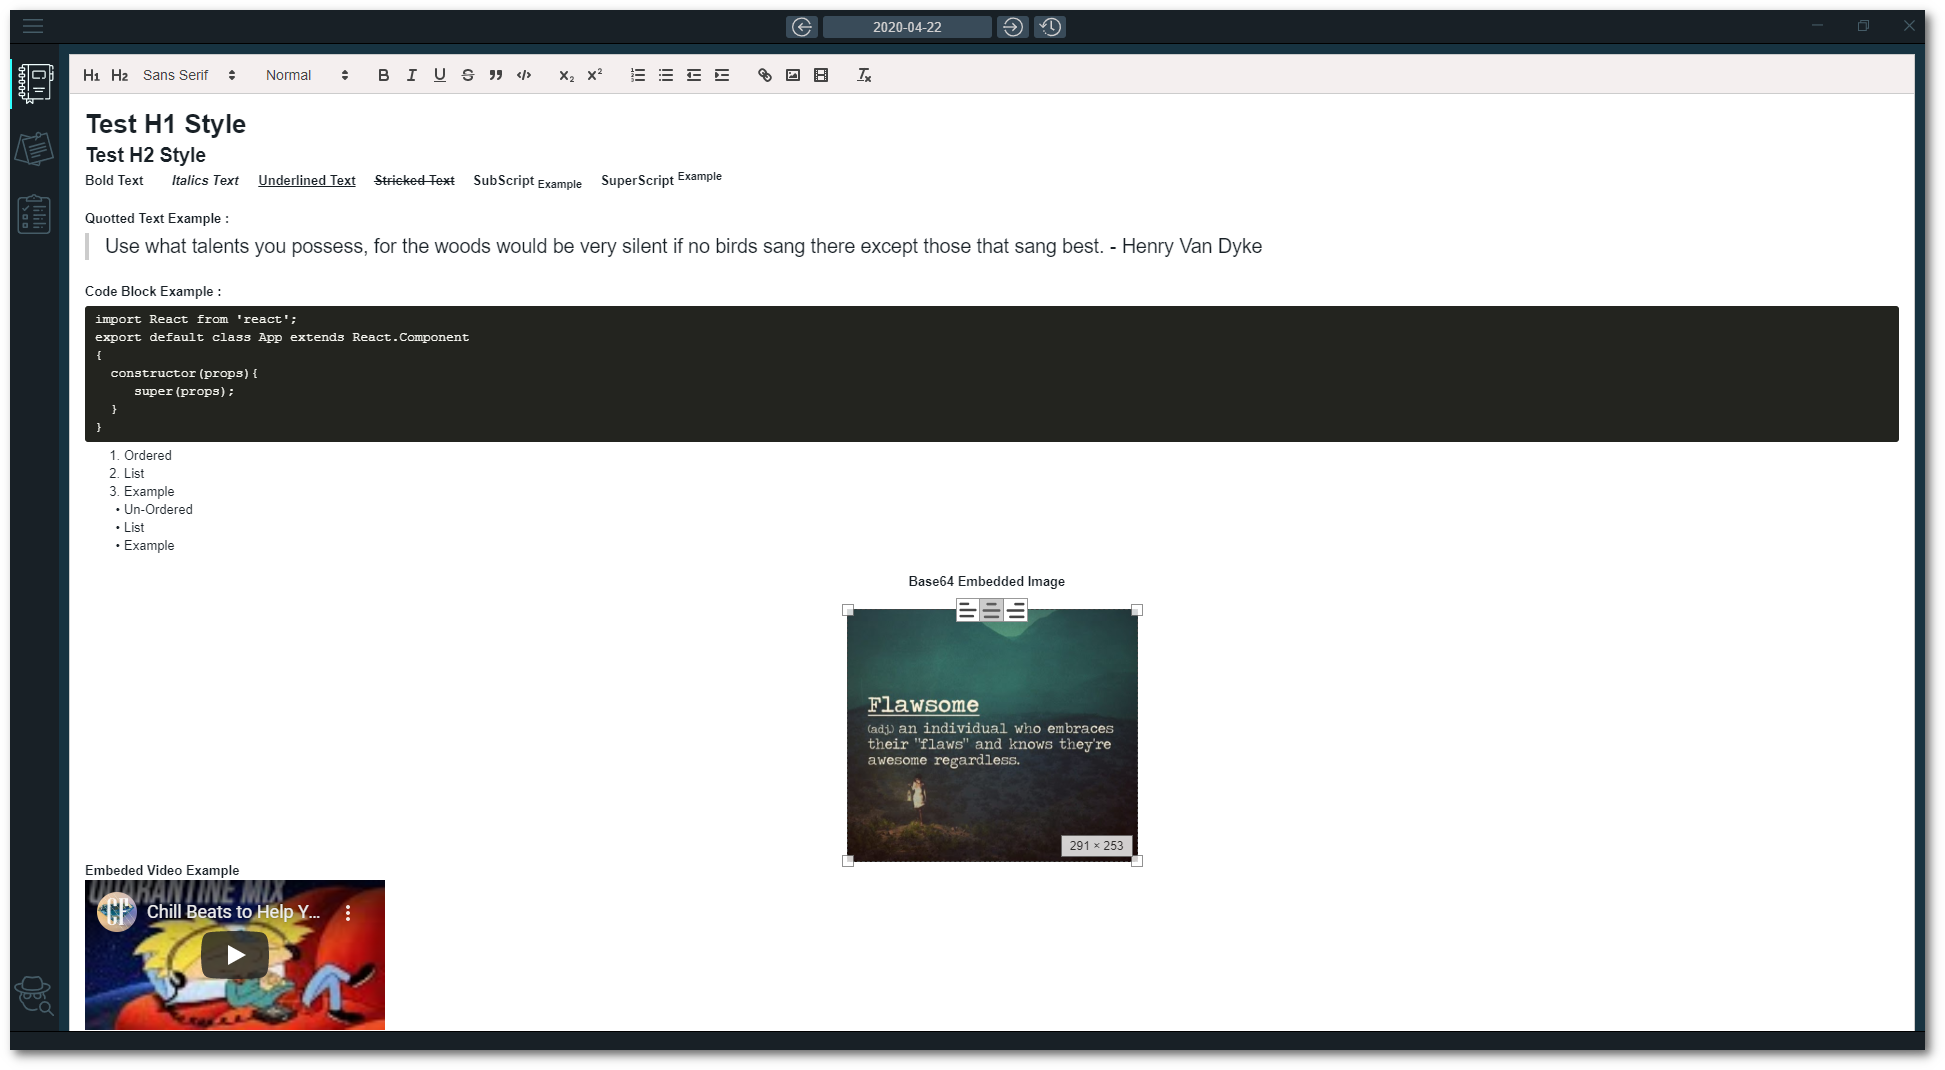 2020-04-22
H1 H2 Sans Serif Normal B I U S x2 x2
Test H1 Style
Test H2 Style
Bold Text Italics Text Underlined Text Stricked Text SubScript Example SuperScript Example
Quotted Text Example :
Use what talents you possess, for the woods would be very silent if no birds sang there except those that sang best. - Henry Van Dyke
Code Block Example :
import React from 'react';
export default class App extends React.Component
{
constructor(props){
super(props);
}
}
1. Ordered
2. List
3. Example
• Un-Ordered
• List
• Example
Base64 Embedded Image
Flawsome
(adj.) an individual who embraces
their "flaws" and knows they're
awesome regardless.
291 × 253
Embeded Video Example
QUARANTINE MIX
CF Chill Beats to Help Y...